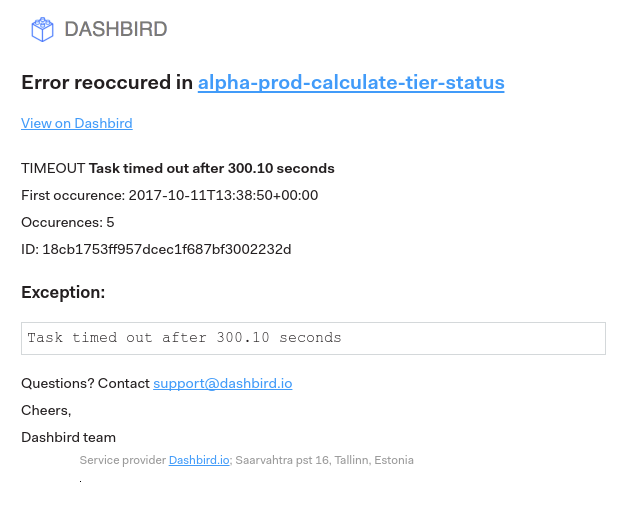 DASHBIRD
Error reoccured in alpha-prod-calculate-tier-status
View on Dashbird
TIMEOUT Task timed out after 300.10 seconds
First occurence: 2017-10-11T13:38:50+00:00
Occurences: 5
ID: 18cb1753ff957dcec1f687bf3002232d
Exception:
Task timed out after 300.10 seconds
Questions? Contact support@dashbird.io
Cheers,
Dashbird team
Service provider Dashbird.io; Saarvahtra pst 16, Tallinn, Estonia
.